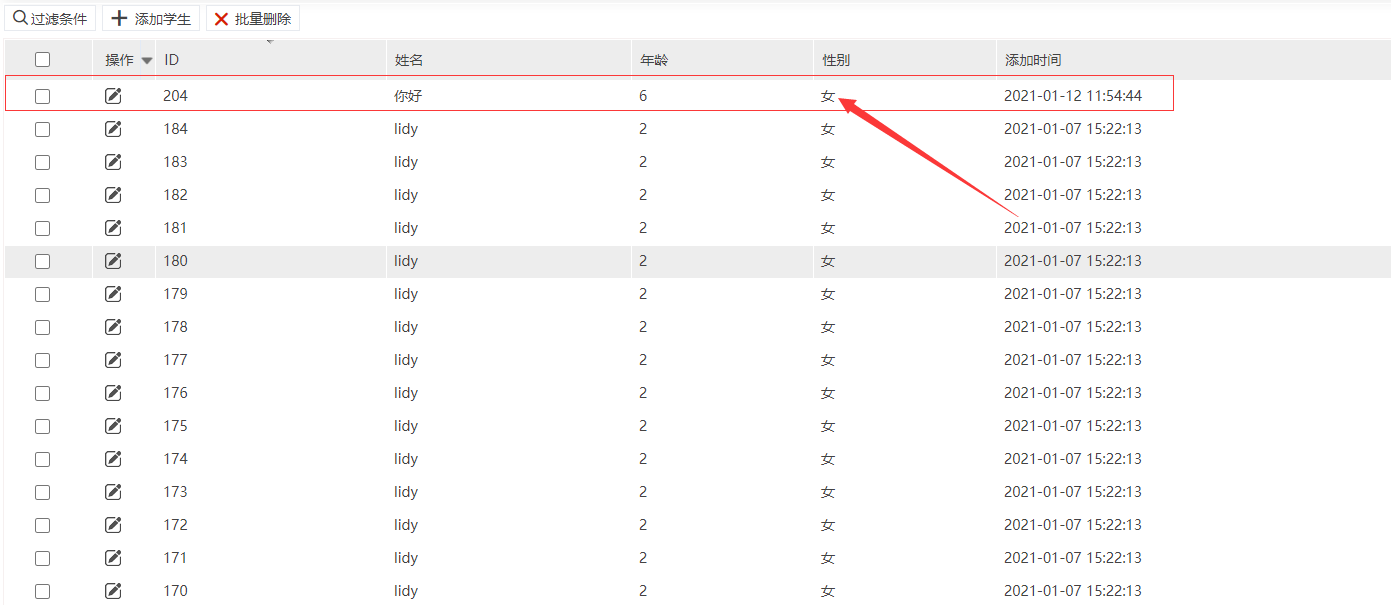 过滤条件 添加学生 批量删除
操作 ID 姓名 年龄 性别 添加时间
204 你好 6 女 2021-01-12 11:54:44
184 lidy 2 女 2021-01-07 15:22:13
183 lidy 2 女 2021-01-07 15:22:13
182 lidy 2 女 2021-01-07 15:22:13
181 lidy 2 女 2021-01-07 15:22:13
180 lidy 2 女 2021-01-07 15:22:13
179 lidy 2 女 2021-01-07 15:22:13
178 lidy 2 女 2021-01-07 15:22:13
177 lidy 2 女 2021-01-07 15:22:13
176 lidy 2 女 2021-01-07 15:22:13
175 lidy 2 女 2021-01-07 15:22:13
174 lidy 2 女 2021-01-07 15:22:13
173 lidy 2 女 2021-01-07 15:22:13
172 lidy 2 女 2021-01-07 15:22:13
171 lidy 2 女 2021-01-07 15:22:13
170 lidy 2 女 2021-01-07 15:22:13